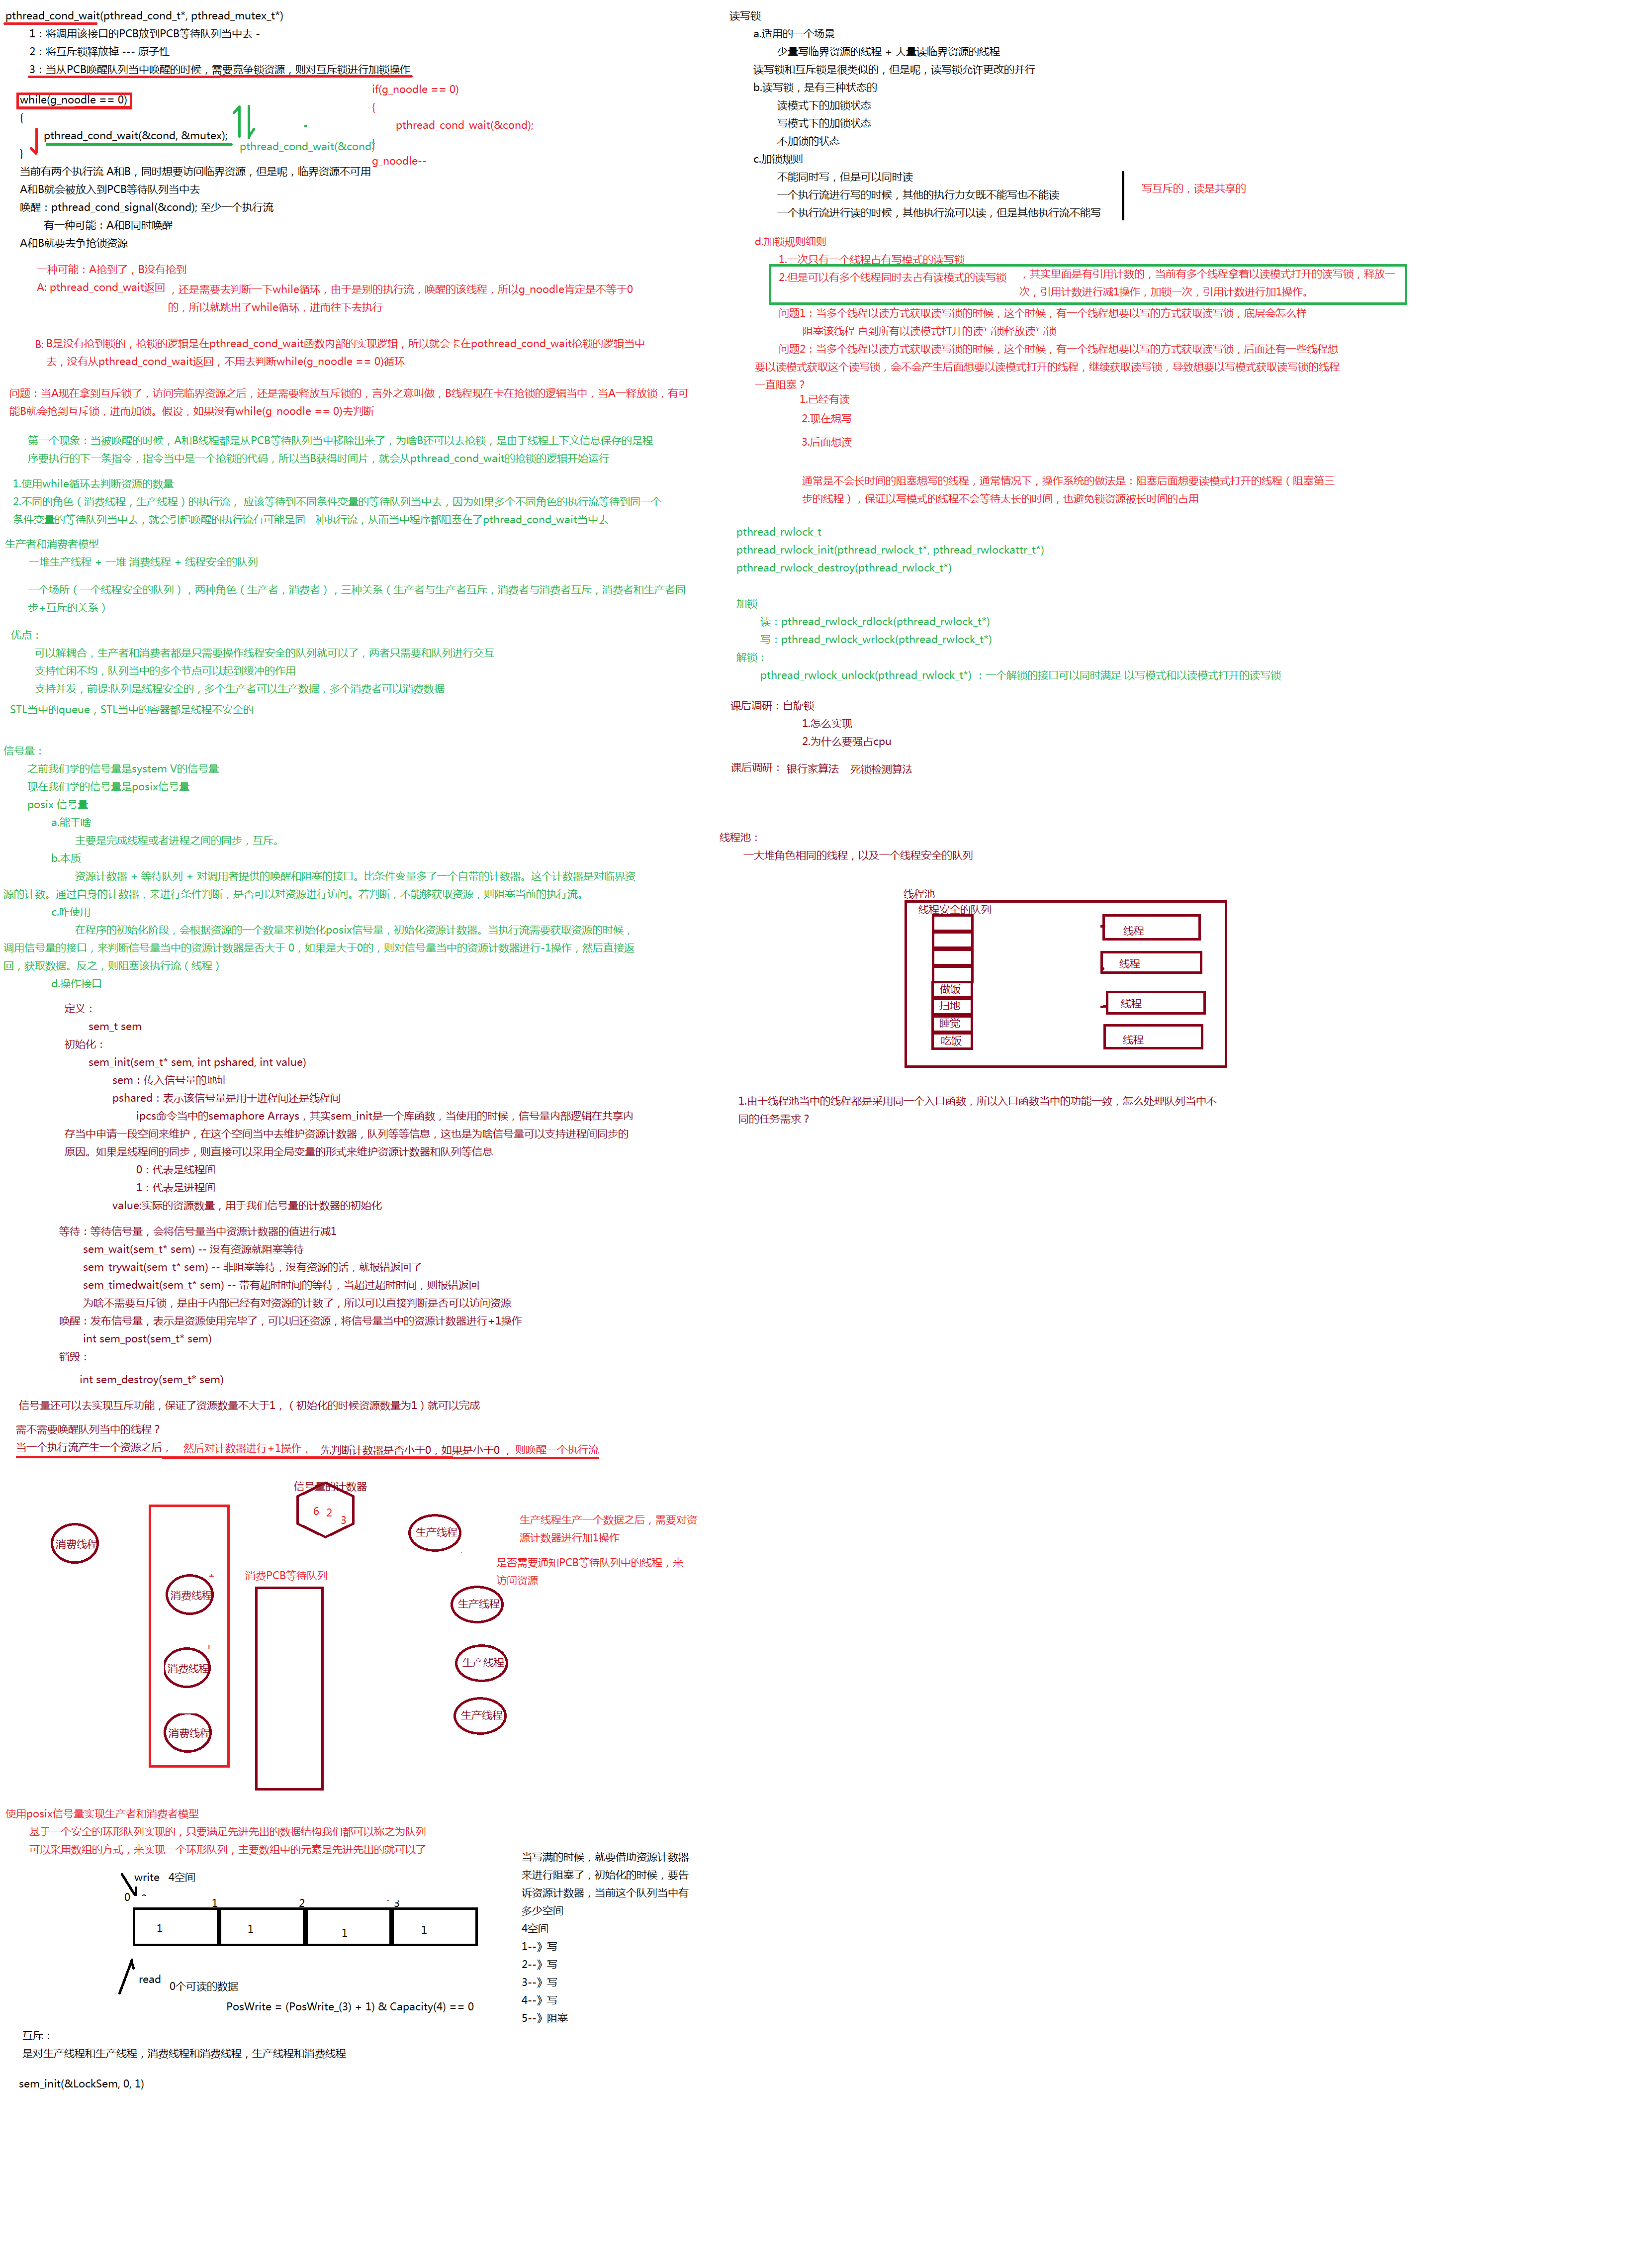 pthread_cond_wait(pthread_cond_t*, pthread_mutex_t*)
1：将调用该接口的PCB放到PCB等待队列当中去 -
2：将互斥锁释放掉 --- 原子性
3：当从PCB唤醒队列当中唤醒的时候，需要竞争锁资源，则对互斥锁进行加锁操作
while(g_noodle == 0)
{
pthread_cond_wait(&cond, &mutex);
}
if(g_noodle == 0)
{
pthread_cond_wait(&cond);
}
g_noodle--
pthread_cond_wait(&cond)
当前有两个执行流 A和B，同时想要访问临界资源，但是呢，临界资源不可用
A和B就会被放入到PCB等待队列当中去
唤醒：pthread_cond_signal(&cond); 至少一个执行流
有一种可能：A和B同时唤醒
A和B就要去争抢锁资源
一种可能：A抢到了，B没有抢到
A: pthread_cond_wait返回 ，还是需要去判断一下while循环，由于是别的执行流，唤醒的该线程，所以g_noodle肯定是不等于0
的，所以就跳出了while循环，进而往下去执行
B: B是没有抢到锁的，抢锁的逻辑是在pthread_cond_wait函数内部的实现逻辑，所以就会卡在pothread_cond_wait抢锁的逻辑当中
去，没有从pthread_cond_wait返回，不用去判断while(g_noodle == 0)循环
问题：当A现在拿到互斥锁了，访问完临界资源之后，还是需要释放互斥锁的，言外之意叫做，B线程现在卡在抢锁的逻辑当中，当A一释放锁，有可
能B就会抢到互斥锁，进而加锁。假设，如果没有while(g_noodle == 0)去判断
第一个现象：当被唤醒的时候，A和B线程都是从PCB等待队列当中移除出来了，为啥B还可以去抢锁，是由于线程上下文信息保存的是程
序要执行的下一条指令，指令当中是一个抢锁的代码，所以当B获得时间片，就会从pthread_cond_wait的抢锁的逻辑开始运行
1.使用while循环去判断资源的数量
2.不同的角色（消费线程，生产线程）的执行流， 应该等待到不同条件变量的等待队列当中去，因为如果多个不同角色的执行流等待到同一个
条件变量的等待队列当中去，就会引起唤醒的执行流有可能是同一种执行流，从而当中程序都阻塞在了pthread_cond_wait当中去
生产者和消费者模型
一堆生产线程 + 一堆 消费线程 + 线程安全的队列
一个场所（一个线程安全的队列），两种角色（生产者，消费者），三种关系（生产者与生产者互斥，消费者与消费者互斥，消费者和生产者同
步+互斥的关系）
优点：
可以解耦合，生产者和消费者都是只需要操作线程安全的队列就可以了，两者只需要和队列进行交互
支持忙闲不均，队列当中的多个节点可以起到缓冲的作用
支持并发，前提:队列是线程安全的，多个生产者可以生产数据，多个消费者可以消费数据
STL当中的queue，STL当中的容器都是线程不安全的
信号量：
之前我们学的信号量是system V的信号量
现在我们学的信号量是posix信号量
posix 信号量
a.能干啥
主要是完成线程或者进程之间的同步，互斥。
b.本质
资源计数器 + 等待队列 + 对调用者提供的唤醒和阻塞的接口。比条件变量多了一个自带的计数器。这个计数器是对临界资
源的计数。通过自身的计数器，来进行条件判断，是否可以对资源进行访问。若判断，不能够获取资源，则阻塞当前的执行流。
c.咋使用
在程序的初始化阶段，会根据资源的一个数量来初始化posix信号量，初始化资源计数器。当执行流需要获取资源的时候，
调用信号量的接口，来判断信号量当中的资源计数器是否大于 0，如果是大于0的，则对信号量当中的资源计数器进行-1操作，然后直接返
回，获取数据。反之，则阻塞该执行流（线程）
d.操作接口
定义：
sem_t sem
初始化：
sem_init(sem_t* sem, int pshared, int value)
sem：传入信号量的地址
pshared：表示该信号量是用于进程间还是线程间
ipcs命令当中的semaphore Arrays，其实sem_init是一个库函数，当使用的时候，信号量内部逻辑在共享内
存当中申请一段空间来维护，在这个空间当中去维护资源计数器，队列等等信息，这也是为啥信号量可以支持进程间同步的
原因。如果是线程间的同步，则直接可以采用全局变量的形式来维护资源计数器和队列等信息
0：代表是线程间
1：代表是进程间
value:实际的资源数量，用于我们信号量的计数器的初始化
等待：等待信号量，会将信号量当中资源计数器的值进行减1
sem_wait(sem_t* sem) -- 没有资源就阻塞等待
sem_trywait(sem_t* sem) -- 非阻塞等待，没有资源的话，就报错返回了
sem_timedwait(sem_t* sem) -- 带有超时时间的等待，当超过超时时间，则报错返回
为啥不需要互斥锁，是由于内部已经有对资源的计数了，所以可以直接判断是否可以访问资源
唤醒：发布信号量，表示是资源使用完毕了，可以归还资源，将信号量当中的资源计数器进行+1操作
int sem_post(sem_t* sem)
销毁：
int sem_destroy(sem_t* sem)
信号量还可以去实现互斥功能，保证了资源数量不大于1，（初始化的时候资源数量为1）就可以完成
需不需要唤醒队列当中的线程？
当一个执行流产生一个资源之后， 然后对计数器进行+1操作， 先判断计数器是否小于0，如果是小于0 ，则唤醒一个执行流
信号量的计数器
6 2 3
消费线程
消费线程
消费线程
消费线程
消费PCB等待队列
生产线程
生产线程
生产线程
生产线程
生产线程生产一个数据之后，需要对资
源计数器进行加1操作
是否需要通知PCB等待队列中的线程，来
访问资源
使用posix信号量实现生产者和消费者模型
基于一个安全的环形队列实现的，只要满足先进先出的数据结构我们都可以称之为队列
可以采用数组的方式，来实现一个环形队列，主要数组中的元素是先进先出的就可以了
write 4空间
0 1 2 3
1 1 1 1
read 0个可读的数据
PosWrite = (PosWrite_(3) + 1) & Capacity(4) == 0
当写满的时候，就要借助资源计数器
来进行阻塞了，初始化的时候，要告
诉资源计数器，当前这个队列当中有
多少空间
4空间
1--》写
2--》写
3--》写
4--》写
5--》阻塞
互斥：
是对生产线程和生产线程，消费线程和消费线程，生产线程和消费线程
sem_init(&LockSem, 0, 1)
读写锁
a.适用的一个场景
少量写临界资源的线程 + 大量读临界资源的线程
读写锁和互斥锁是很类似的，但是呢，读写锁允许更改的并行
b.读写锁，是有三种状态的
读模式下的加锁状态
写模式下的加锁状态
不加锁的状态
c.加锁规则
不能同时写，但是可以同时读
一个执行流进行写的时候，其他的执行力女既不能写也不能读
一个执行流进行读的时候，其他执行流可以读，但是其他执行流不能写
写互斥的，读是共享的
d.加锁规则细则
1.一次只有一个线程占有写模式的读写锁
2.但是可以有多个线程同时去占有读模式的读写锁 ，其实里面是有引用计数的，当前有多个线程拿着以读模式打开的读写锁，释放一
次，引用计数进行减1操作，加锁一次，引用计数进行加1操作。
问题1：当多个线程以读方式获取读写锁的时候，这个时候，有一个线程想要以写的方式获取读写锁，底层会怎么样
阻塞该线程 直到所有以读模式打开的读写锁释放读写锁
问题2：当多个线程以读方式获取读写锁的时候，这个时候，有一个线程想要以写的方式获取读写锁，后面还有一些线程想
要以读模式获取这个读写锁，会不会产生后面想要以读模式打开的线程，继续获取读写锁，导致想要以写模式获取读写锁的线程
一直阻塞？
1.已经有读
2.现在想写
3.后面想读
通常是不会长时间的阻塞想写的线程，通常情况下，操作系统的做法是：阻塞后面想要读模式打开的线程（阻塞第三
步的线程），保证以写模式的线程不会等待太长的时间，也避免锁资源被长时间的占用
pthread_rwlock_t
pthread_rwlock_init(pthread_rwlock_t*, pthread_rwlockattr_t*)
pthread_rwlock_destroy(pthread_rwlock_t*)
加锁
读：pthread_rwlock_rdlock(pthread_rwlock_t*)
写：pthread_rwlock_wrlock(pthread_rwlock_t*)
解锁：
pthread_rwlock_unlock(pthread_rwlock_t*) ：一个解锁的接口可以同时满足 以写模式和以读模式打开的读写锁
课后调研：自旋锁
1.怎么实现
2.为什么要强占cpu
课后调研： 银行家算法 死锁检测算法
线程池：
一大堆角色相同的线程，以及一个线程安全的队列
线程池
线程安全的队列
做饭
扫地
睡觉
吃饭
线程
线程
线程
线程
1.由于线程池当中的线程都是采用同一个入口函数，所以入口函数当中的功能一致，怎么处理队列当中不
同的任务需求？